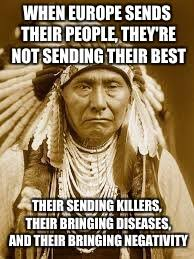 WHEN EUROPE SENDS
THEIR PEOPLE, THEY'RE
NOT SENDING THEIR BEST
THEIR SENDING KILLERS,
THEIR BRINGING DISEASES,
AND THEIR BRINGING NEGATIVITY